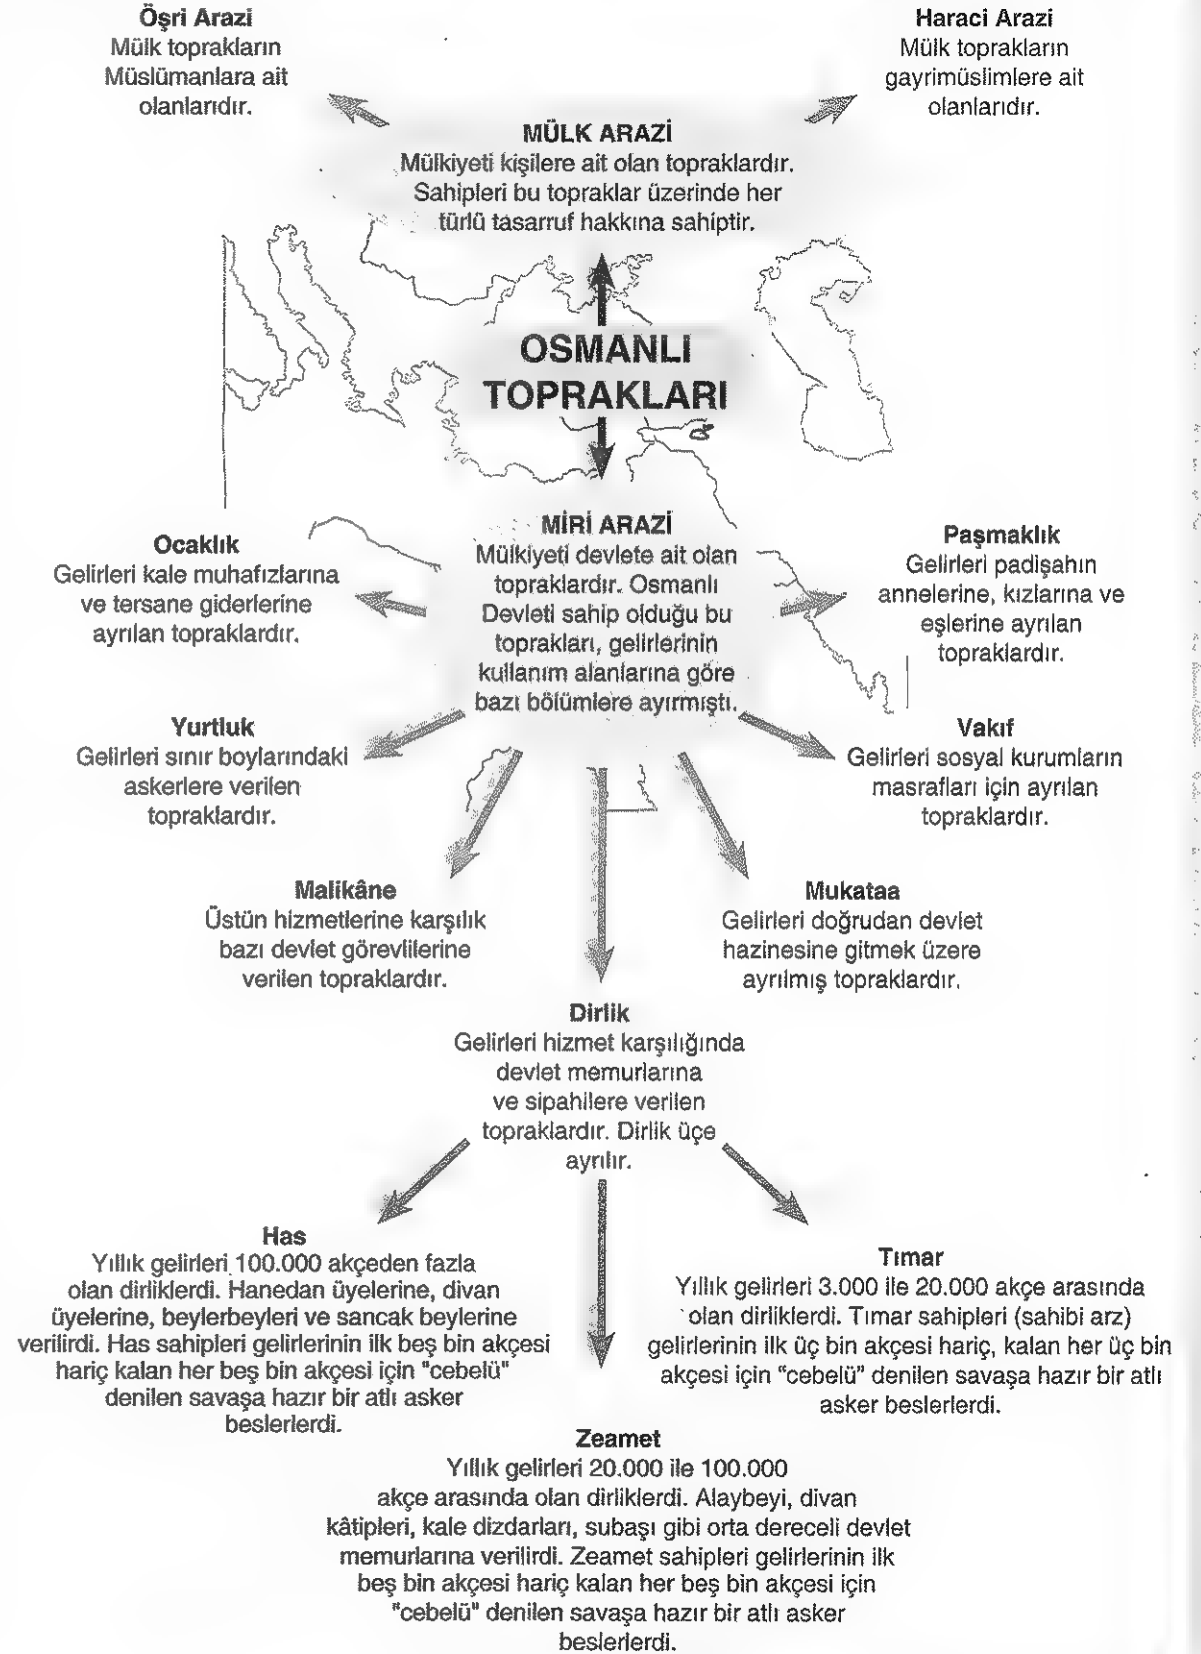 Öşri Arazi
Mülk toprakların
Müslümanlara ait
olanlarıdır.
Haraci Arazi
Mülk toprakların
gayrimüslimlere ait
olanlarıdır.
MÜLK ARAZİ
Mülkiyeti kişilere ait olan topraklardır.
Sahipleri bu topraklar üzerinde her
türlü tasarruf hakkına sahiptir.
OSMANLI
TOPRAKLARI
MİRİ ARAZİ
Mülkiyeti devlete ait olan
topraklardır. Osmanlı
Devleti sahip olduğu bu
toprakları, gelirlerinin
kullanım alanlarına göre
bazı bölümlere ayırmıştı.
Ocaklık
Gelirleri kale muhafızlarına
ve tersane giderlerine
ayrılan topraklardır.
Paşmaklık
Gelirleri padişahın
annelerine, kızlarına ve
eşlerine ayrılan
topraklardır.
Yurtluk
Gelirleri sınır boylarındaki
askerlere verilen
topraklardır.
Vakıf
Gelirleri sosyal kurumların
masrafları için ayrılan
topraklardır.
Malikâne
Üstün hizmetlerine karşılık
bazı devlet görevlilerine
verilen topraklardır.
Mukataa
Gelirleri doğrudan devlet
hazinesine gitmek üzere
ayrılmış topraklardır.
Dirlik
Gelirleri hizmet karşılığında
devlet memurlarına
ve sipahilere verilen
topraklardır. Dirlik üçe
ayrılır.
Has
Yıllık gelirleri 100.000 akçeden fazla
olan dirliklerdi. Hanedan üyelerine, divan
üyelerine, beylerbeyleri ve sancak beylerine
verilirdi. Has sahipleri gelirlerinin ilk beş bin akçesi
hariç kalan her beş bin akçesi için "cebelü"
denilen savaşa hazır bir atlı asker
beslerlerdi.
Tımar
Yıllık gelirleri 3.000 ile 20.000 akçe arasında
olan dirliklerdi. Tımar sahipleri (sahibi arz)
gelirlerinin ilk üç bin akçesi hariç, kalan her üç bin
akçesi için "cebelü" denilen savaşa hazır bir atlı
asker beslerlerdi.
Zeamet
Yıllık gelirleri 20.000 ile 100.000
akçe arasında olan dirliklerdi. Alaybeyi, divan
kâtipleri, kale dizdarları, subaşı gibi orta dereceli devlet
memurlarına verilirdi. Zeamet sahipleri gelirlerinin ilk
beş bin akçesi hariç kalan her beş bin akçesi için
"cebelü" denilen savaşa hazır bir atlı asker
beslerlerdi.